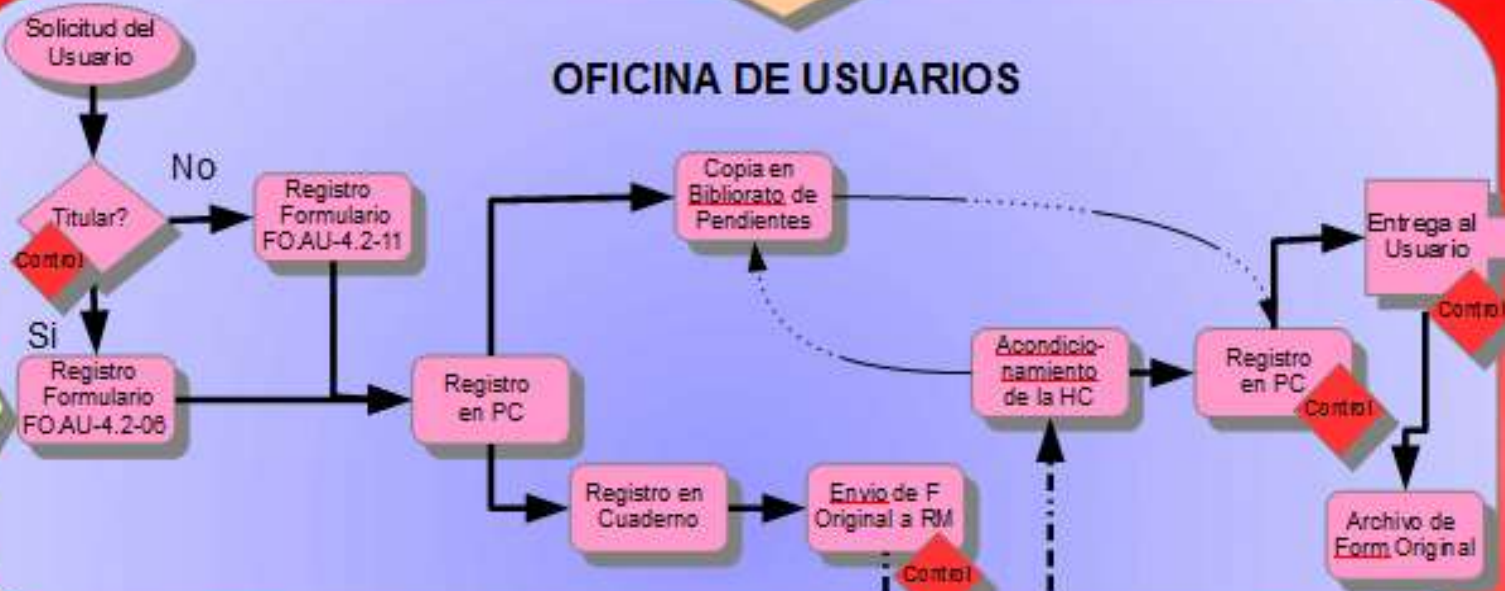 Solicitud del
Usuario
OFICINA DE USUARIOS
Titular?
Control
No
Si
Registro
Formulario
FO.AU-4.2-11
Registro
Formulario
FO.AU-4.2-06
Registro
en PC
Copia en
Bibliorato de
Pendientes
Registro en
Cuaderno
Envio de F
Original a RM
Control
Acondicio-
namiento
de la HC
Registro
en PC
Control
Entrega al
Usuario
Control
Archivo de
Form Original